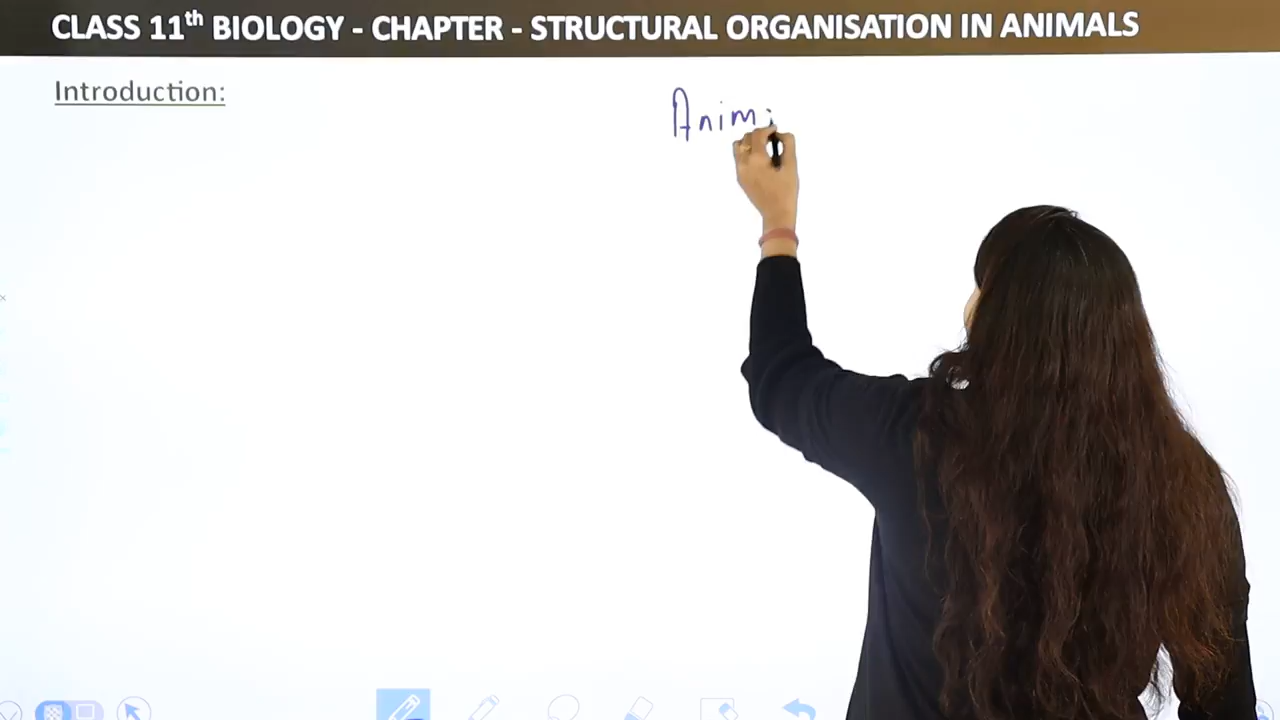 CLASS 11th BIOLOGY - CHAPTER - STRUCTURAL ORGANISATION IN ANIMALS
Introduction:
Anim